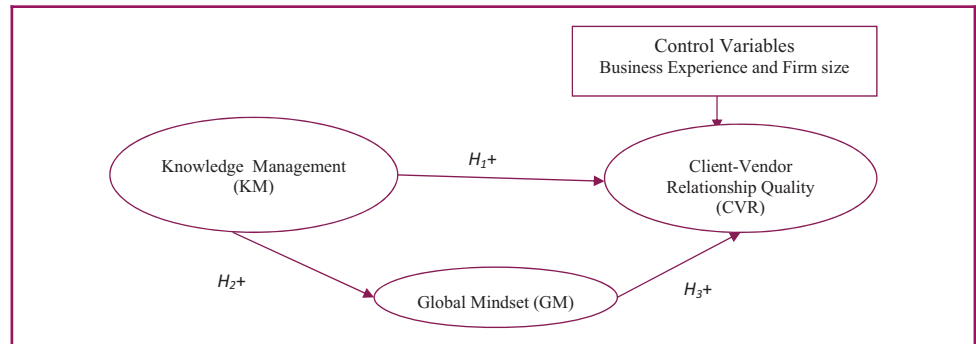 Control Variables
Business Experience and Firm size
H₁+
Knowledge Management
(KM)
Client-Vendor
Relationship Quality
(CVR)
H₂+
Global Mindset (GM)
H₃+